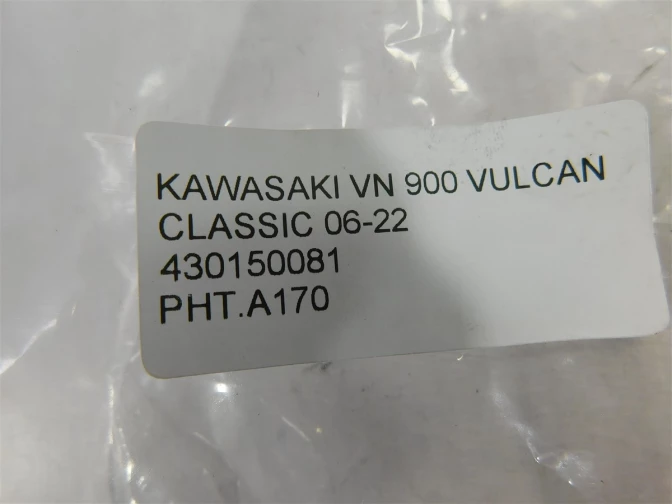 KAWASAKI VN 900 VULCAN
CLASSIC 06-22
430150081
PHT.A170